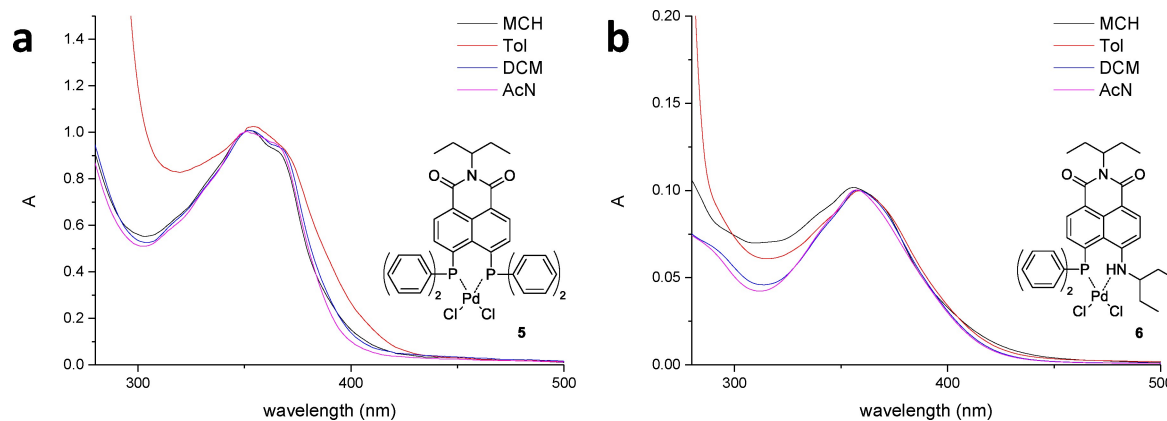 a
MCH
Tol
DCM
AcN
1.4
1.2
1.0
0.8
0.6
0.4
0.2
0.0
A
300
400
500
wavelength (nm)
O N O
( )2 P P ( )2
Pd
Cl Cl
5
b
MCH
Tol
DCM
AcN
0.20
0.15
0.10
0.05
0.00
A
300
400
500
wavelength (nm)
O N O
( )2 P HN
Pd
Cl Cl
6